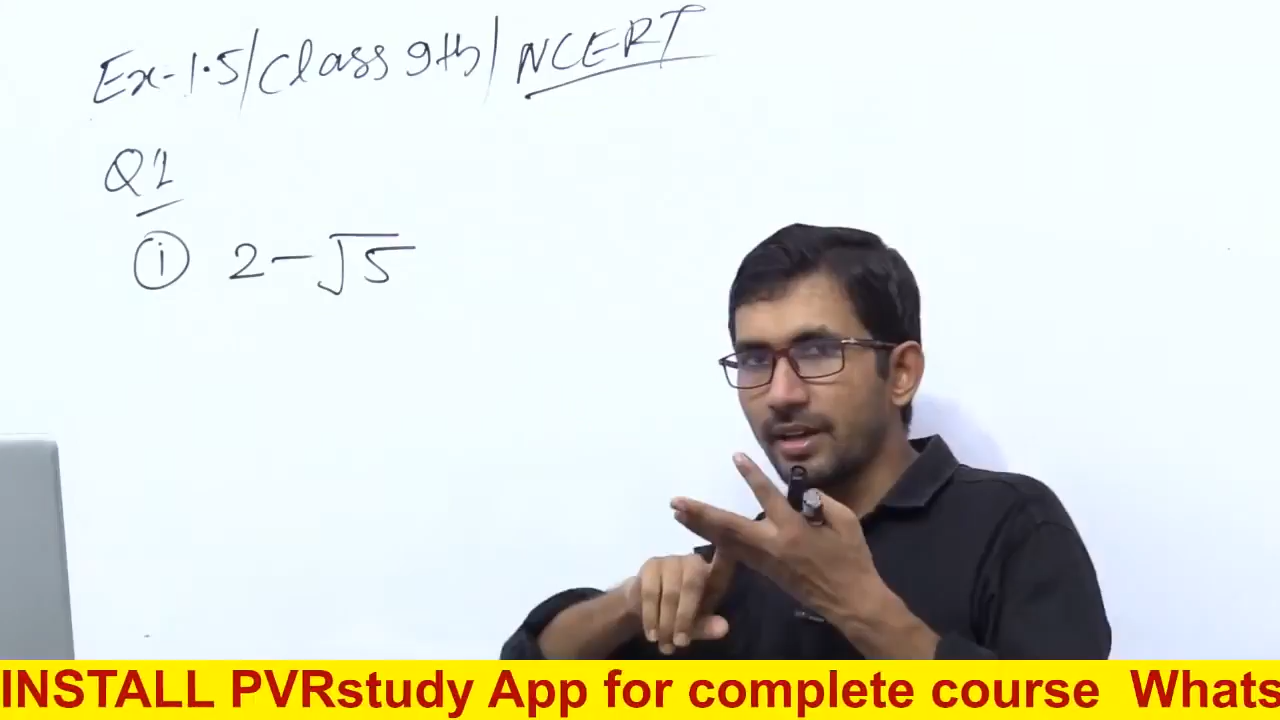 Ex-1.5/Class 9th/NCERT
Q1
i 2-√5
INSTALL PVRstudy App for complete course Whats